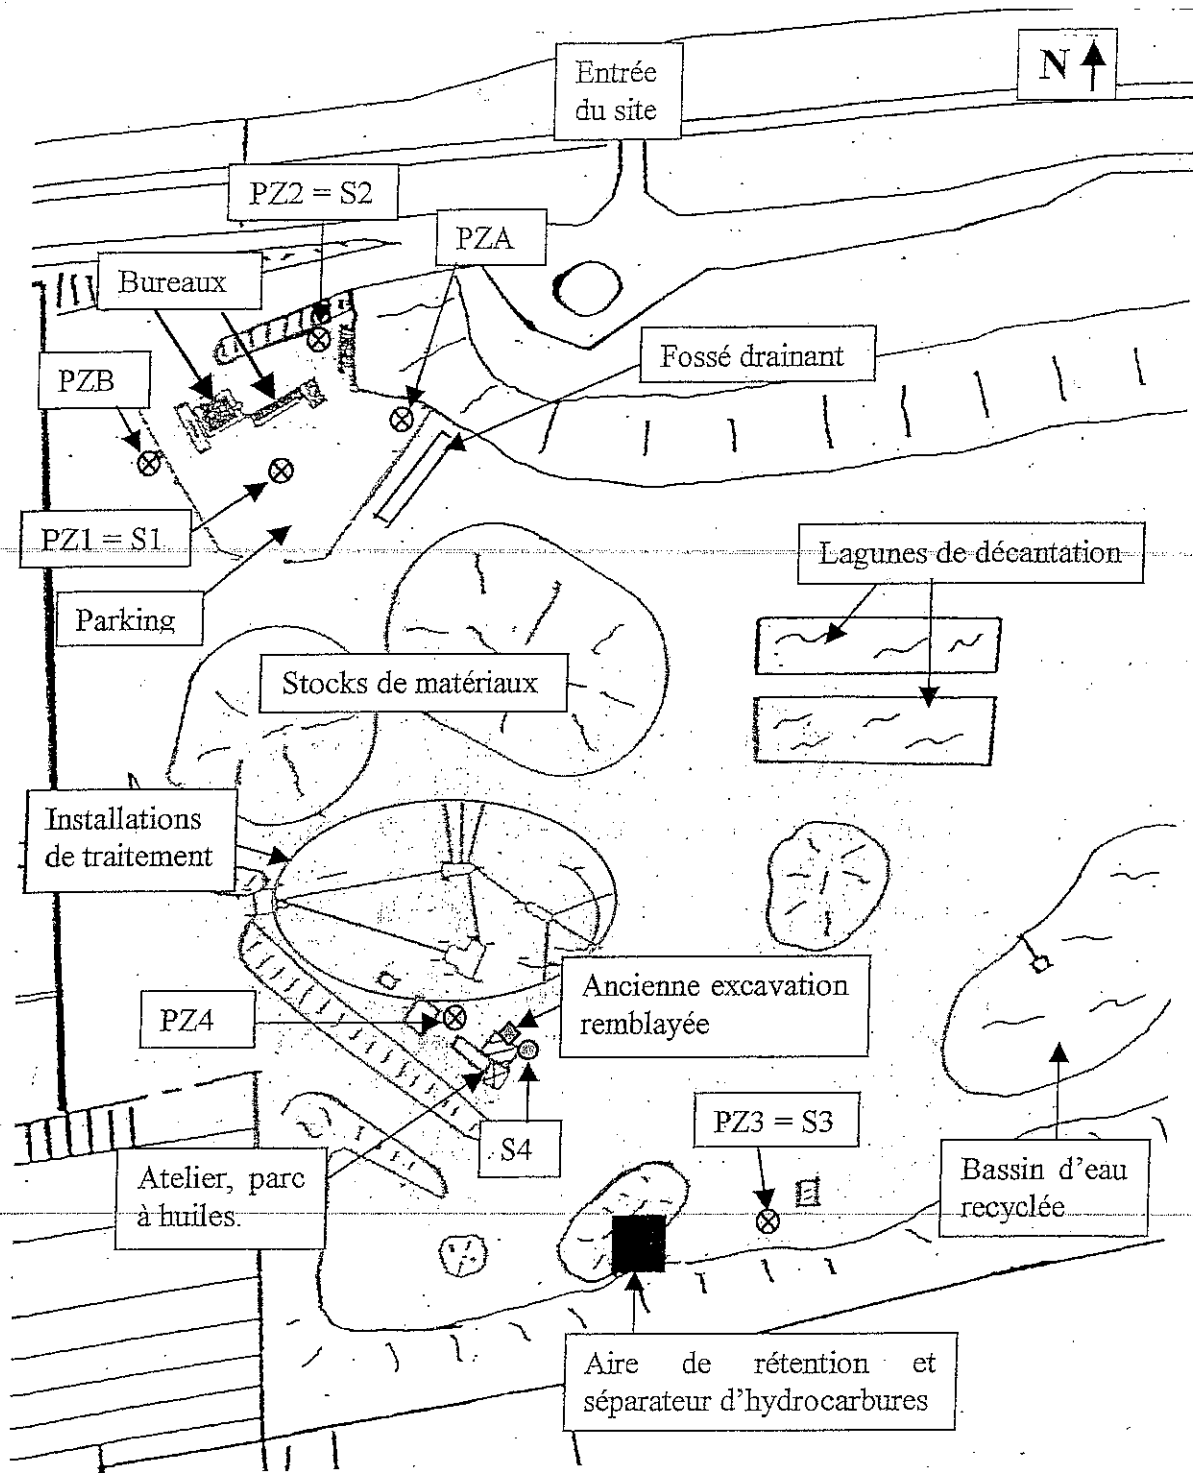 Entrée
du site
N
PZ2 = S2
PZA
Bureaux
Fossé drainant
PZB
PZ1 = S1
Lagunes de décantation
Parking
Stocks de matériaux
Installations
de traitement
Ancienne excavation
remblayée
PZ4
PZ3 = S3
S4
Atelier, parc
à huiles.
Bassin d'eau
recyclée
Aire de rétention et
séparateur d'hydrocarbures